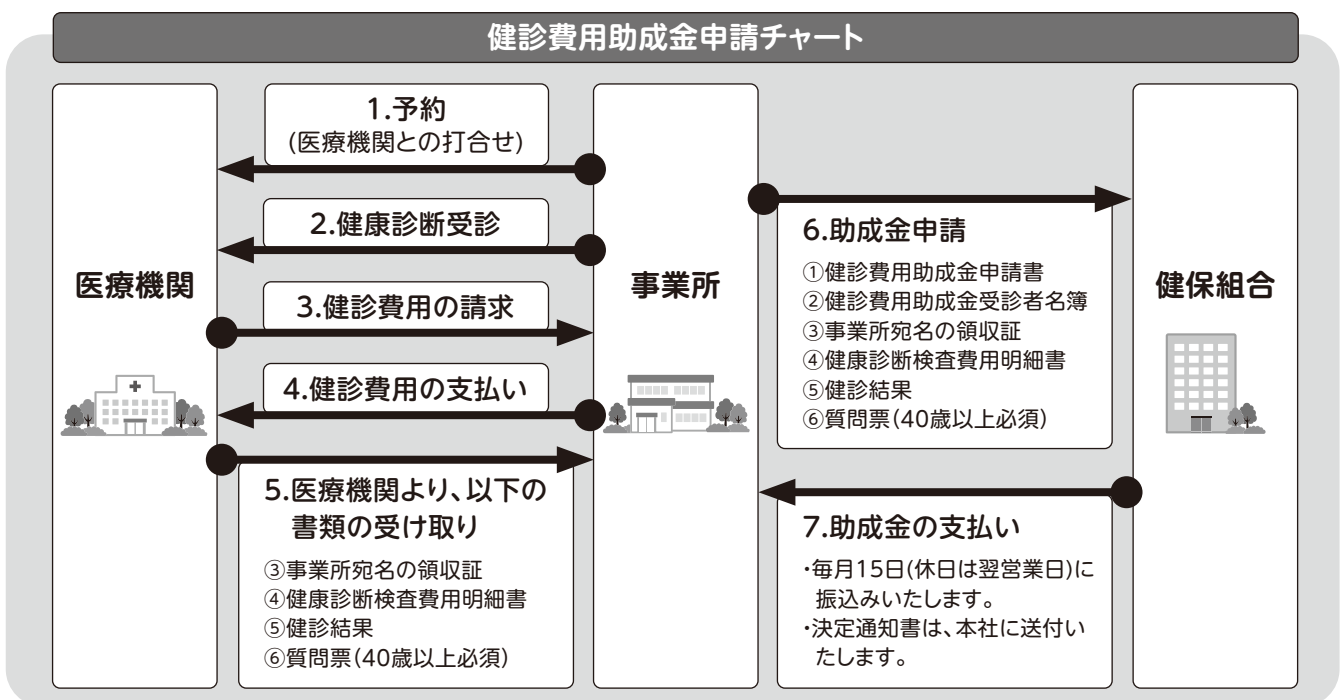 健診費用助成金申請チャート
医療機関
1.予約
(医療機関との打合せ)
2.健康診断受診
3.健診費用の請求
4.健診費用の支払い
5.医療機関より、以下の
書類の受け取り
③事業所宛名の領収証
④健康診断検査費用明細書
⑤健診結果
⑥質問票(40歳以上必須)
事業所
6.助成金申請
①健診費用助成金申請書
②健診費用助成金受診者名簿
③事業所宛名の領収証
④健康診断検査費用明細書
⑤健診結果
⑥質問票(40歳以上必須)
7.助成金の支払い
・毎月15日(休日は翌営業日)に
振込みいたします。
・決定通知書は、本社に送付い
たします。
健保組合